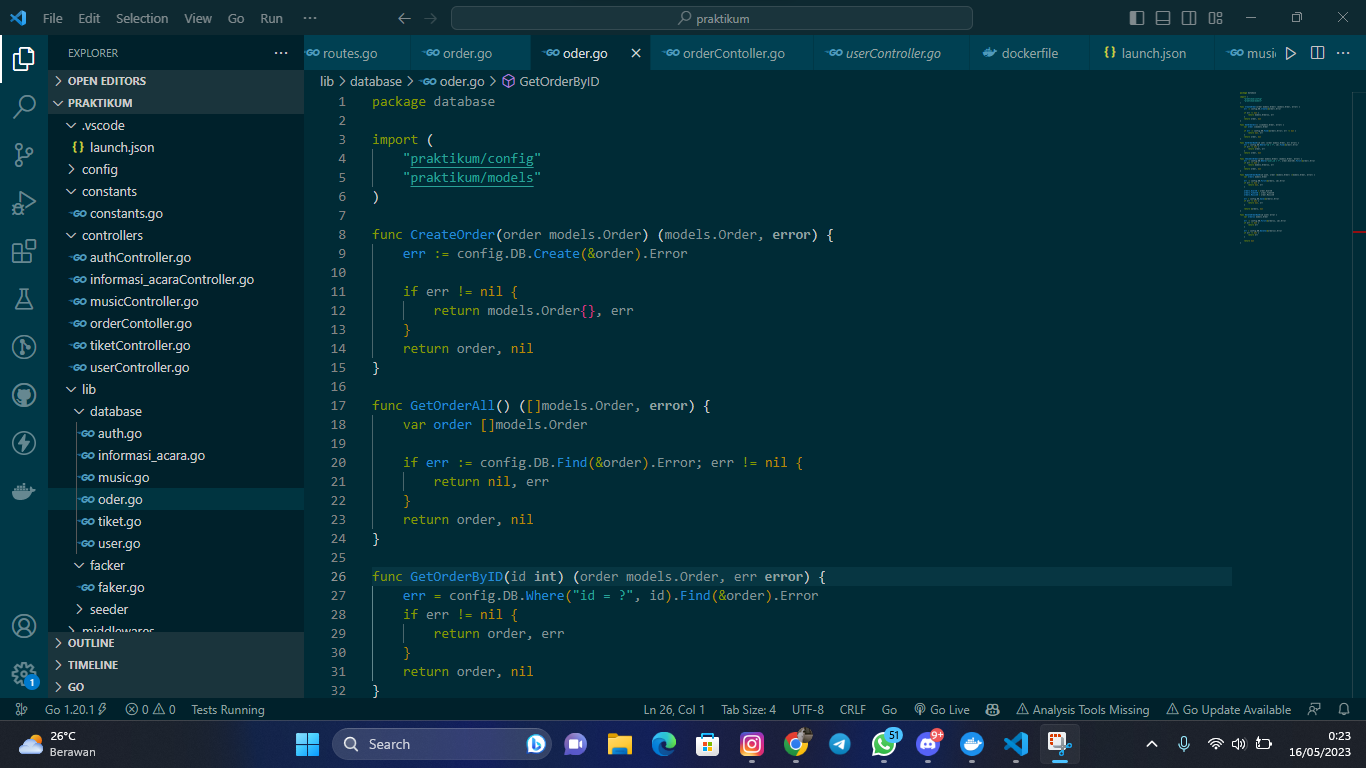 File Edit Selection View Go Run ··· praktikum
EXPLORER ···
OPEN EDITORS
PRAKTIKUM
.vscode
{} launch.json
config
constants
constants.go
controllers
authController.go
informasi_acaraController.go
musicController.go
orderContoller.go
tiketController.go
userController.go
lib
database
auth.go
informasi_acara.go
music.go
oder.go
tiket.go
user.go
facker
faker.go
seeder
middlewares
OUTLINE
TIMELINE
GO
routes.go order.go oder.go orderContoller.go userController.go dockerfile {} launch.json music ···
lib > database > oder.go > GetOrderByID
1 package database
2
3 import (
4 "praktikum/config"
5 "praktikum/models"
6 )
7
8 func CreateOrder(order models.Order) (models.Order, error) {
9 err := config.DB.Create(&order).Error
10
11 if err != nil {
12 return models.Order{}, err
13 }
14 return order, nil
15 }
16
17 func GetOrderAll() ([]models.Order, error) {
18 var order []models.Order
19
20 if err := config.DB.Find(&order).Error; err != nil {
21 return nil, err
22 }
23 return order, nil
24 }
25
26 func GetOrderByID(id int) (order models.Order, err error) {
27 err = config.DB.Where("id = ?", id).Find(&order).Error
28 if err != nil {
29 return order, err
30 }
31 return order, nil
32 }
1
Go 1.20.1 0 0 Tests Running Ln 26, Col 1 Tab Size: 4 UTF-8 CRLF Go Go Live Analysis Tools Missing Go Update Available
26°C
Berawan
Search
51
9+
0:23
16/05/2023